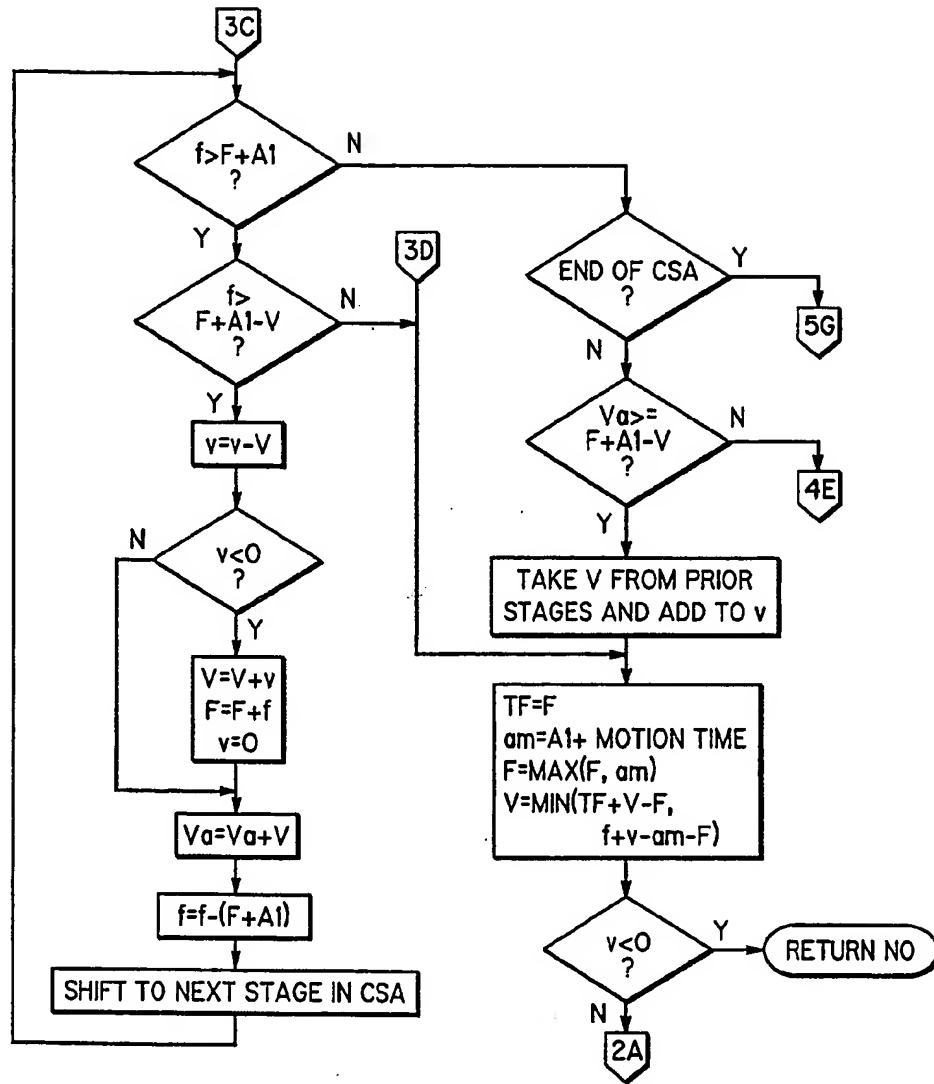 3C
f>F+A1
?
N
Y
f>
F+A1-V
?
N
Y
3D
v=v-V
v<0
?
N
Y
V=V+v
F=F+f
v=0
Va=Va+V
f=f-(F+A1)
SHIFT TO NEXT STAGE IN CSA
END OF CSA
?
Y
5G
N
Va>=
F+A1-V
?
N
4E
Y
TAKE V FROM PRIOR
STAGES AND ADD TO v
TF=F
am=A1+ MOTION TIME
F=MAX(F, am)
V=MIN(TF+V-F,
f+v-am-F)
v<0
?
Y
RETURN NO
N
2A